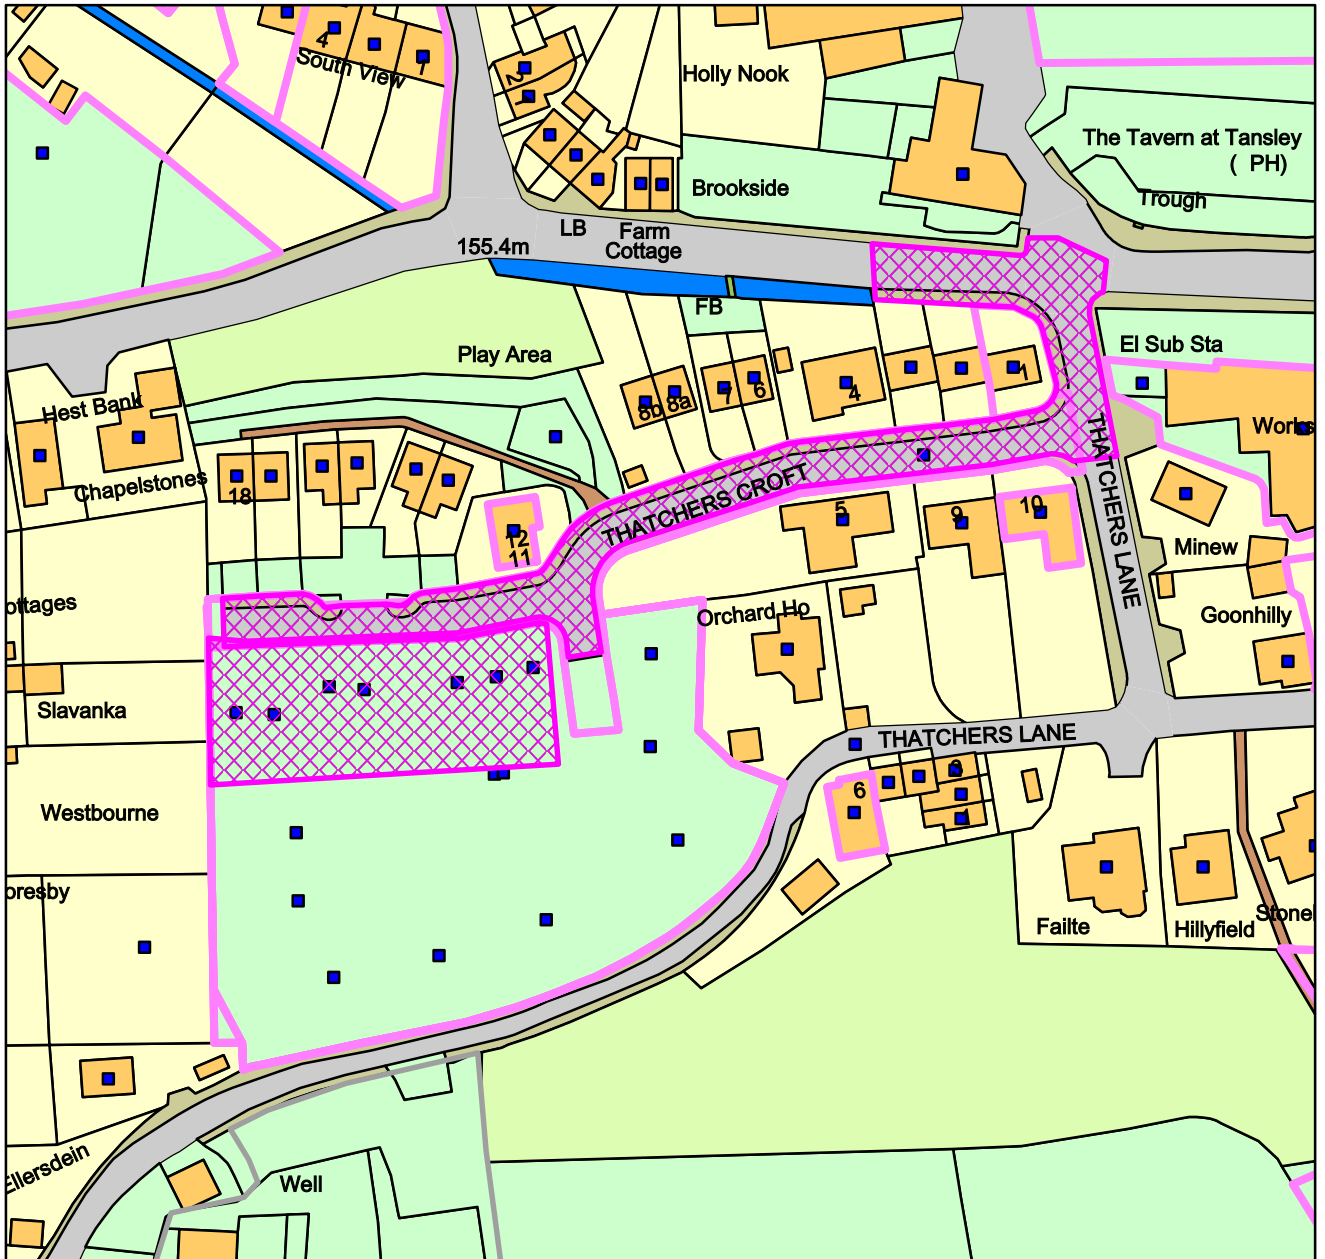 4
South View
1
2
1
Holly Nook
The Tavern at Tansley
( PH)
Brookside
Trough
LB
Farm
Cottage
155.4m
FB
El Sub Sta
Play Area
Hest Bank
8b
8a
7
6
4
1
Works
Chapelstones
18
THATCHERS CROFT
THATCHERS LANE
5
9
10
12
11
Minew
ottages
Orchard Ho
Goonhilly
Slavanka
THATCHERS LANE
6
1
Westbourne
oresby
Failte
Hillyfield
Stonel
Ellersdein
Well